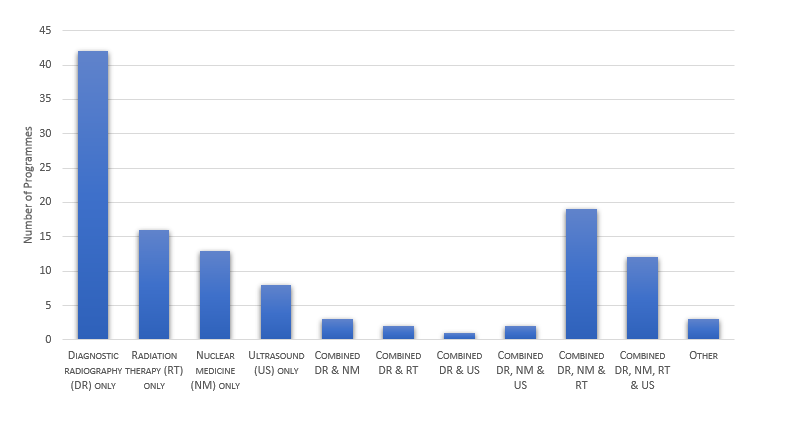 45
40
35
30
25
20
15
10
5
0
Number of Programmes
Diagnostic
radiography
(DR) only
Radiation
therapy (RT)
only
Nuclear
medicine
(NM) only
Ultrasound
(US) only
Combined
DR & NM
Combined
DR & RT
Combined
DR & US
Combined
DR, NM &
US
Combined
DR, NM &
RT
Combined
DR, NM, RT
& US
Other